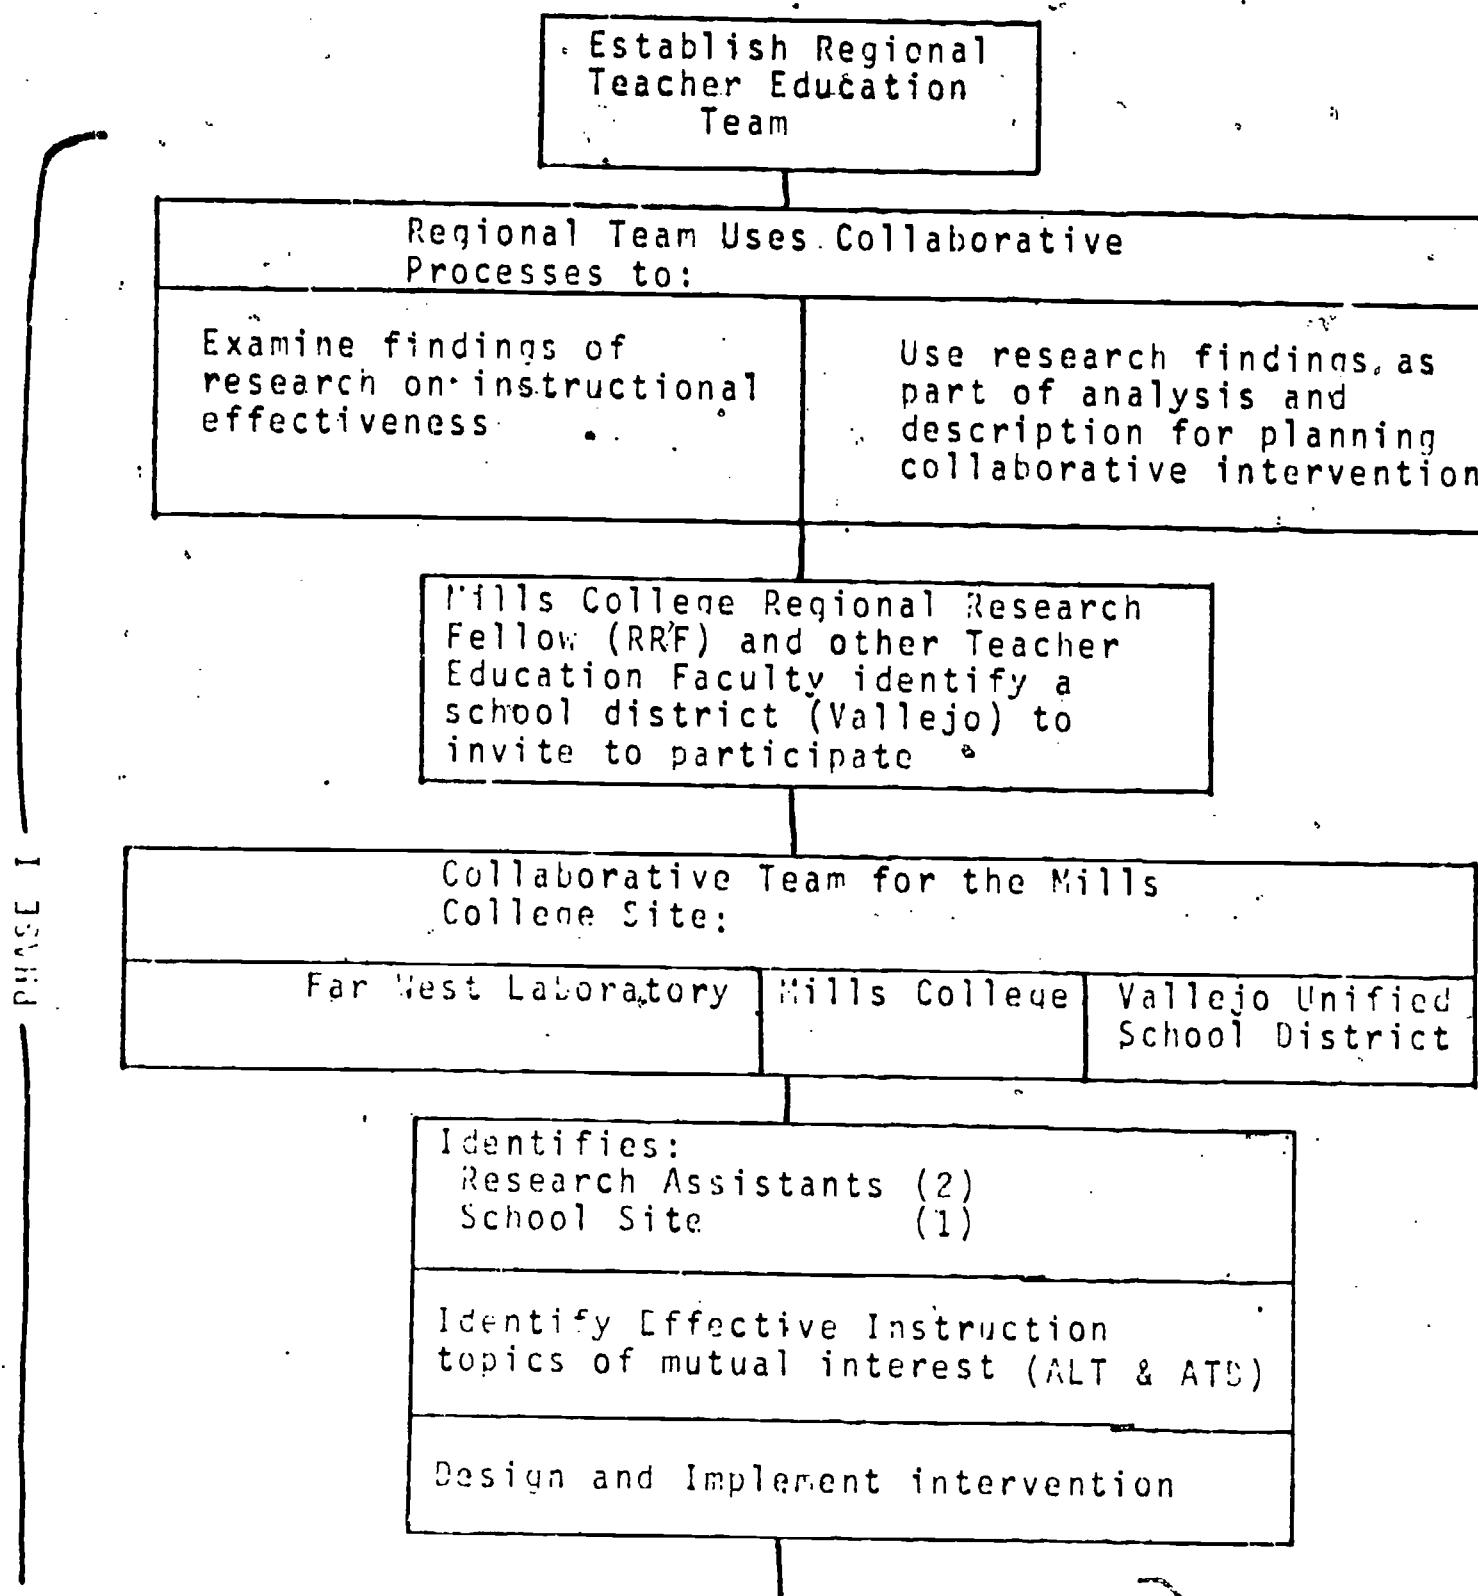 Establish Regional
Teacher Education
Team
Regional Team Uses Collaborative
Processes to:
Examine findings of
research on instructional
effectiveness
Use research findings as
part of analysis and
description for planning
collaborative intervention
Mills College Regional Research
Fellow (RRF) and other Teacher
Education Faculty identify a
school district (Vallejo) to
invite to participate
PHASE I
Collaborative Team for the Mills
College Site:
Far West Laboratory
Mills College
Vallejo Unified
School District
Identifies:
Research Assistants (2)
School Site (1)
Identify Effective Instruction
topics of mutual interest (ALT &
Design and Implement intervention